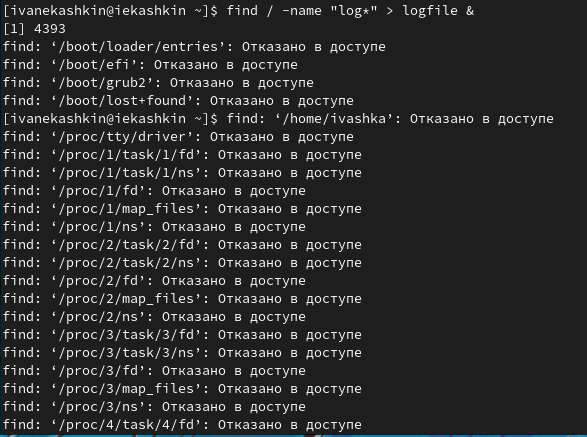 [ivanekashkin@iekashkin ~]$ find / -name "log*" > logfile &
[1] 4393
find: ‘/boot/loader/entries’: Отказано в доступе
find: ‘/boot/efi’: Отказано в доступе
find: ‘/boot/grub2’: Отказано в доступе
find: ‘/boot/lost+found’: Отказано в доступе
[ivanekashkin@iekashkin ~]$ find: ‘/home/ivashka’: Отказано в доступе
find: ‘/proc/tty/driver’: Отказано в доступе
find: ‘/proc/1/task/1/fd’: Отказано в доступе
find: ‘/proc/1/task/1/ns’: Отказано в доступе
find: ‘/proc/1/fd’: Отказано в доступе
find: ‘/proc/1/map_files’: Отказано в доступе
find: ‘/proc/1/ns’: Отказано в доступе
find: ‘/proc/2/task/2/fd’: Отказано в доступе
find: ‘/proc/2/task/2/ns’: Отказано в доступе
find: ‘/proc/2/fd’: Отказано в доступе
find: ‘/proc/2/map_files’: Отказано в доступе
find: ‘/proc/2/ns’: Отказано в доступе
find: ‘/proc/3/task/3/fd’: Отказано в доступе
find: ‘/proc/3/task/3/ns’: Отказано в доступе
find: ‘/proc/3/fd’: Отказано в доступе
find: ‘/proc/3/map_files’: Отказано в доступе
find: ‘/proc/3/ns’: Отказано в доступе
find: ‘/proc/4/task/4/fd’: Отказано в доступе